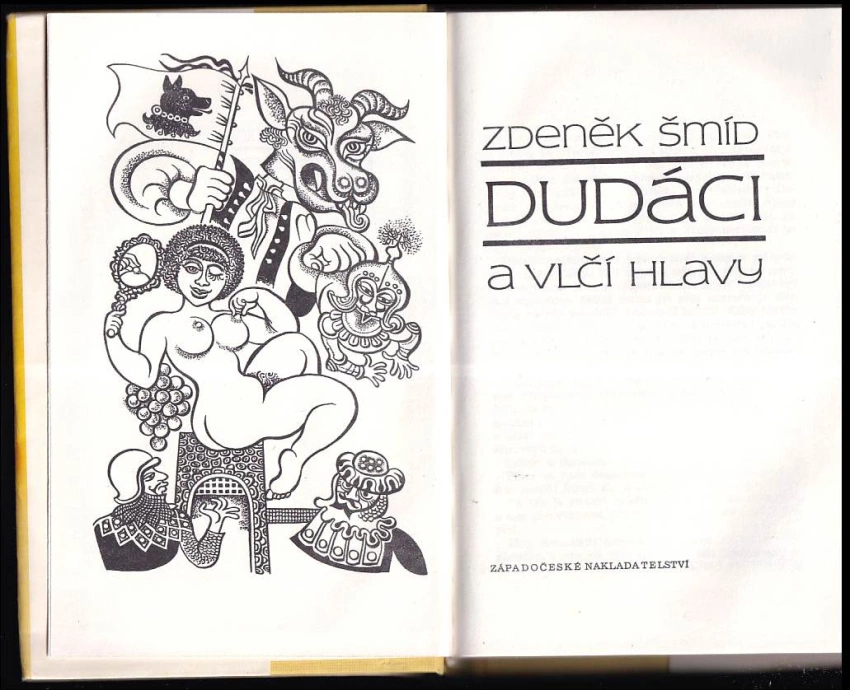 ZDENĚK ŠMÍD
DUDÁCI
A VLČÍ HLAVY
ZÁPADOČESKÉ NAKLADATELSTVÍ